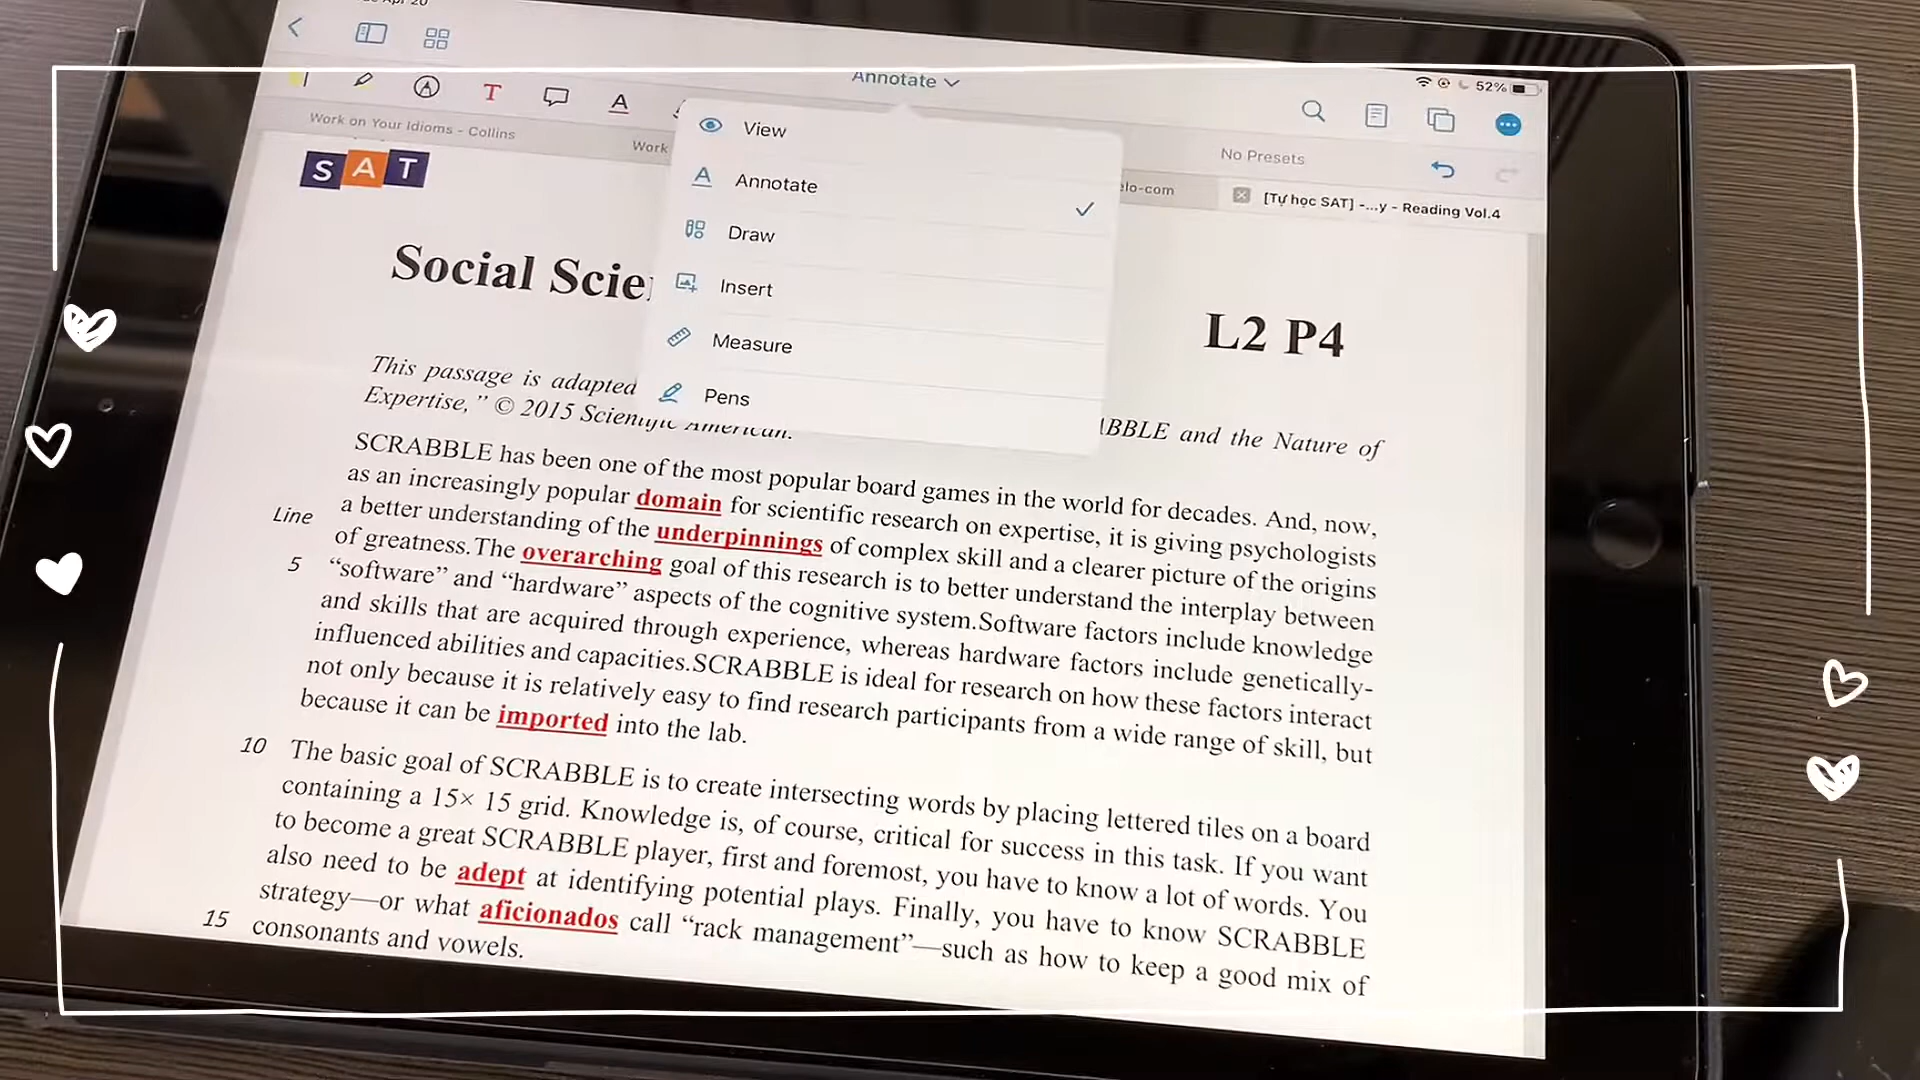 Apr 20
Annotate
52%
Work on Your Idioms - Collins
Work
No Presets
elo-com
[Tự học SAT] -...y - Reading Vol.4
View
Annotate
Draw
Insert
Measure
Pens
SAT
Social Scie
L2 P4
This passage is adapted
BBLE and the Nature of
Expertise,” © 2015 Scientific American.
SCRABBLE has been one of the most popular board games in the world for decades. And, now,
as an increasingly popular domain for scientific research on expertise, it is giving psychologists
Line
a better understanding of the underpinnings of complex skill and a clearer picture of the origins
of greatness.The overarching goal of this research is to better understand the interplay between
5 “software” and “hardware” aspects of the cognitive system.Software factors include knowledge
and skills that are acquired through experience, whereas hardware factors include genetically-
influenced abilities and capacities.SCRABBLE is ideal for research on how these factors interact
not only because it is relatively easy to find research participants from a wide range of skill, but
because it can be imported into the lab.
10 The basic goal of SCRABBLE is to create intersecting words by placing lettered tiles on a board
containing a 15× 15 grid. Knowledge is, of course, critical for success in this task. If you want
to become a great SCRABBLE player, first and foremost, you have to know a lot of words. You
also need to be adept at identifying potential plays. Finally, you have to know SCRABBLE
strategy—or what aficionados call “rack management”—such as how to keep a good mix of
15 consonants and vowels.